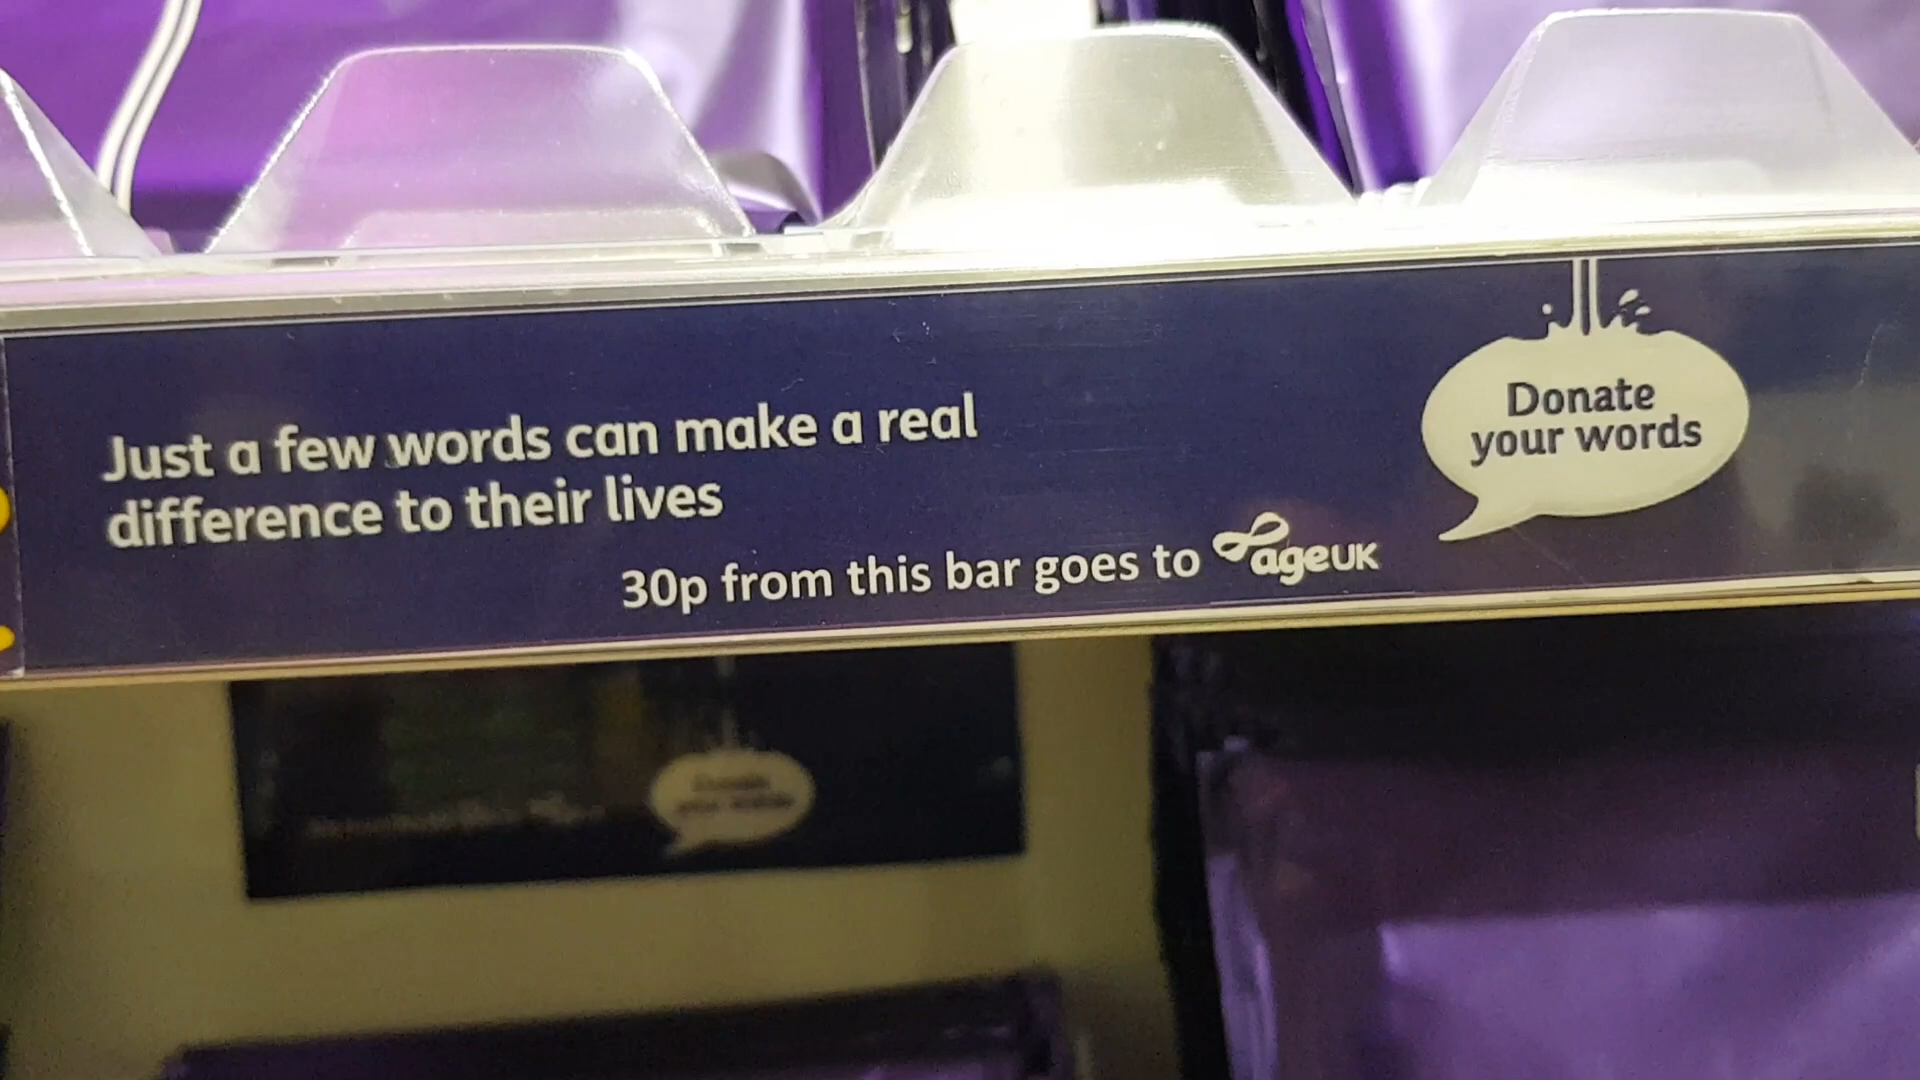 Just a few words can make a real
difference to their lives
30p from this bar goes to ageUK
Donate
your words